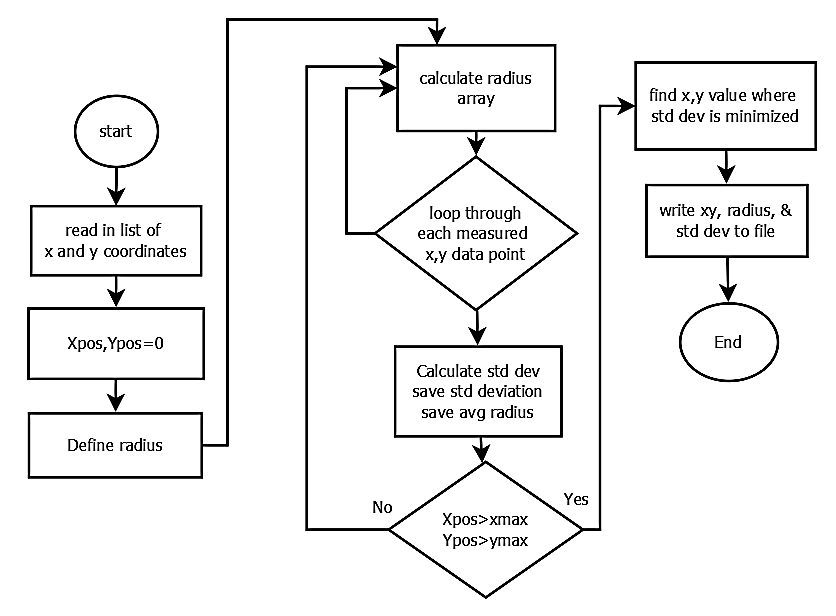 start
read in list of
x and y coordinates
Xpos,Ypos=0
Define radius
calculate radius
array
loop through
each measured
x,y data point
Calculate std dev
save std deviation
save avg radius
Xpos>xmax
Ypos>ymax
No
Yes
find x,y value where
std dev is minimized
write xy, radius, &
std dev to file
End